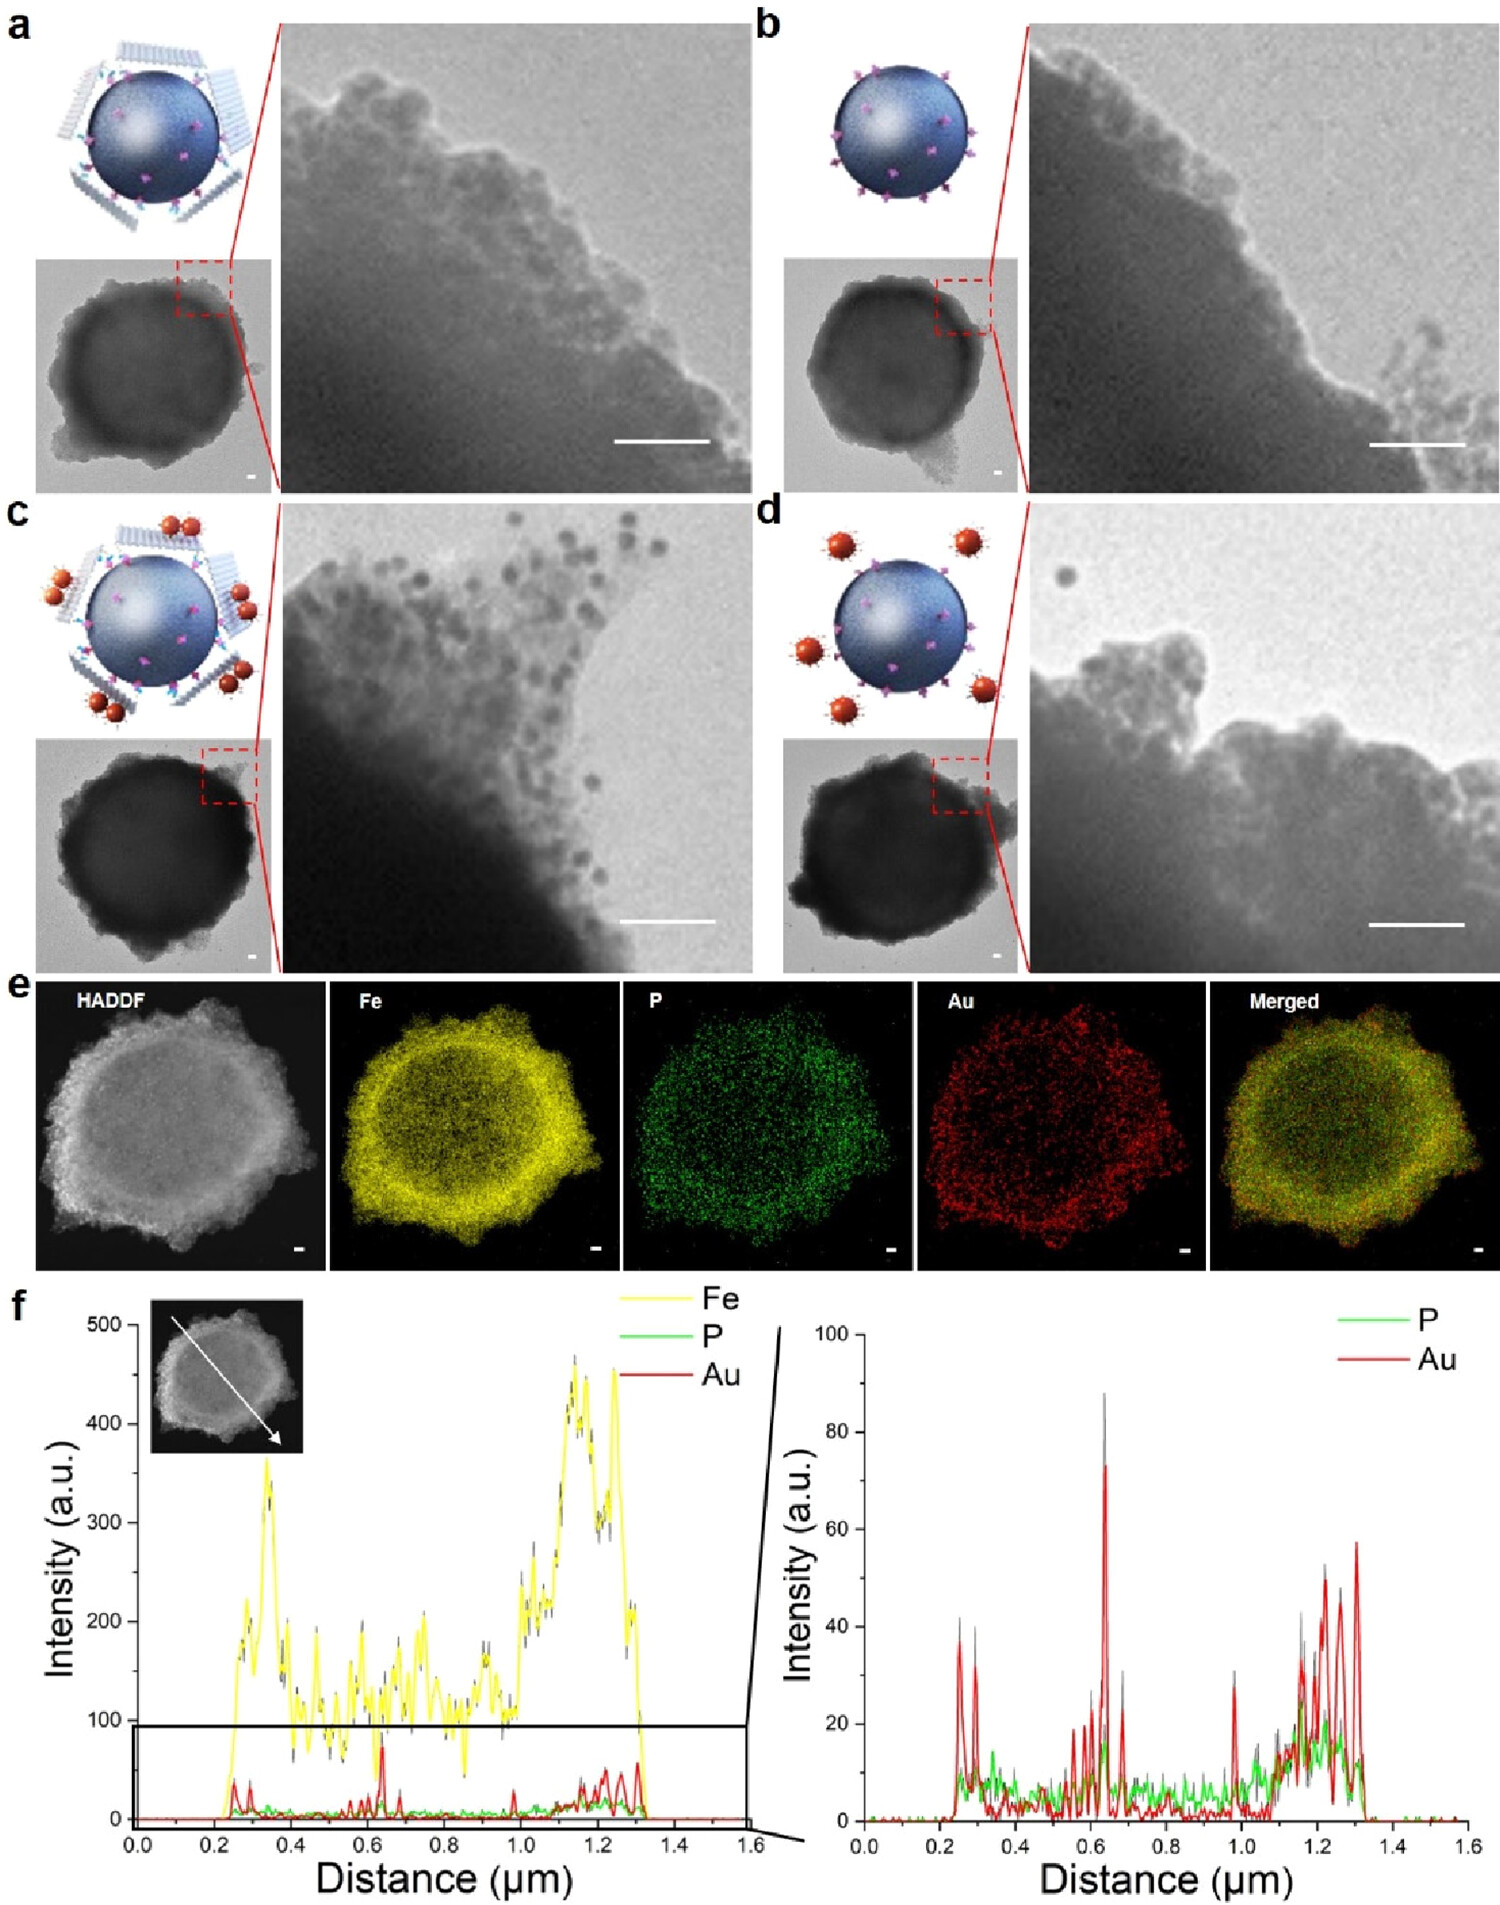 a
b
c
d
e
HADDF
Fe
P
Au
Merged
f
Fe
P
Au
500
400
300
200
100
0
Intensity (a.u.)
0.0 0.2 0.4 0.6 0.8 1.0 1.2 1.4 1.6
Distance (μm)
P
Au
100
80
60
40
20
0
Intensity (a.u.)
0.0 0.2 0.4 0.6 0.8 1.0 1.2 1.4 1.6
Distance (μm)